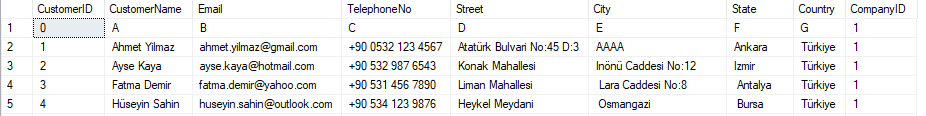 CustomerID CustomerName Email TelephoneNo Street City State Country CompanyID
1 0 A B C D E F G 1
2 1 Ahmet Yilmaz ahmet.yilmaz@gmail.com +90 0532 123 4567 Atatürk Bulvari No:45 D:3 AAAA Ankara Türkiye 1
3 2 Ayse Kaya ayse.kaya@hotmail.com +90 532 987 6543 Konak Mahallesi Inönü Caddesi No:12 Izmir Türkiye 1
4 3 Fatma Demir fatma.demir@yahoo.com +90 531 456 7890 Liman Mahallesi Lara Caddesi No:8 Antalya Türkiye 1
5 4 Hüseyin Sahin huseyin.sahin@outlook.com +90 534 123 9876 Heykel Meydani Osmangazi Bursa Türkiye 1